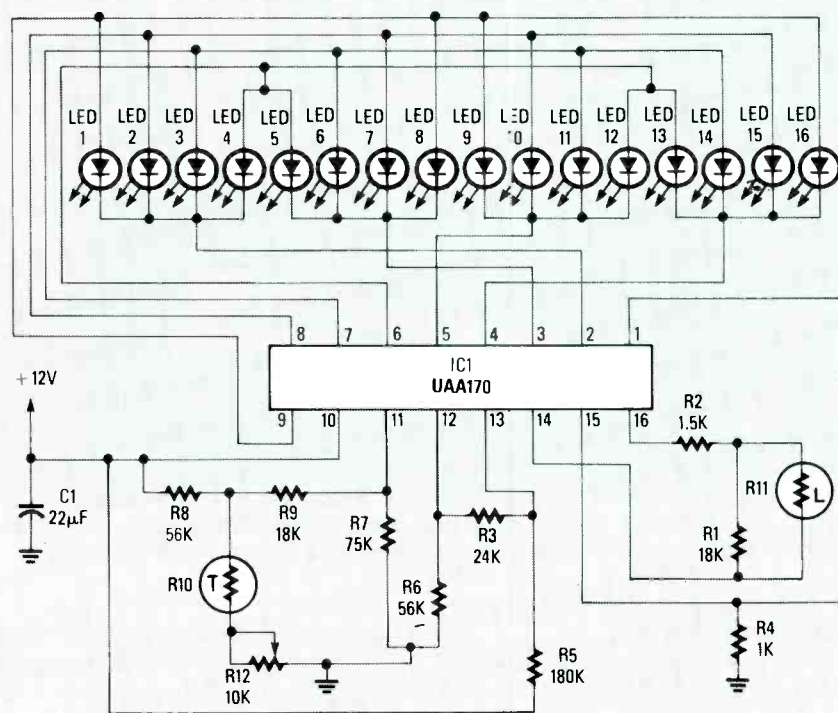 LED 1
LED 2
LED 3
LED 4
LED 5
LED 6
LED 7
LED 8
LED 9
LED 10
LED 11
LED 12
LED 13
LED 14
LED 15
LED 16
8 7 6 5 4 3 2 1
IC1
UAA170
9 10 11 12 13 14 15 16
+12V
C1
22μF
R8
56K
R9
18K
R7
75K
R3
24K
R2
1.5K
R11
L
R1
18K
R10
T
R6
56K
R12
10K
R5
180K
R4
1K